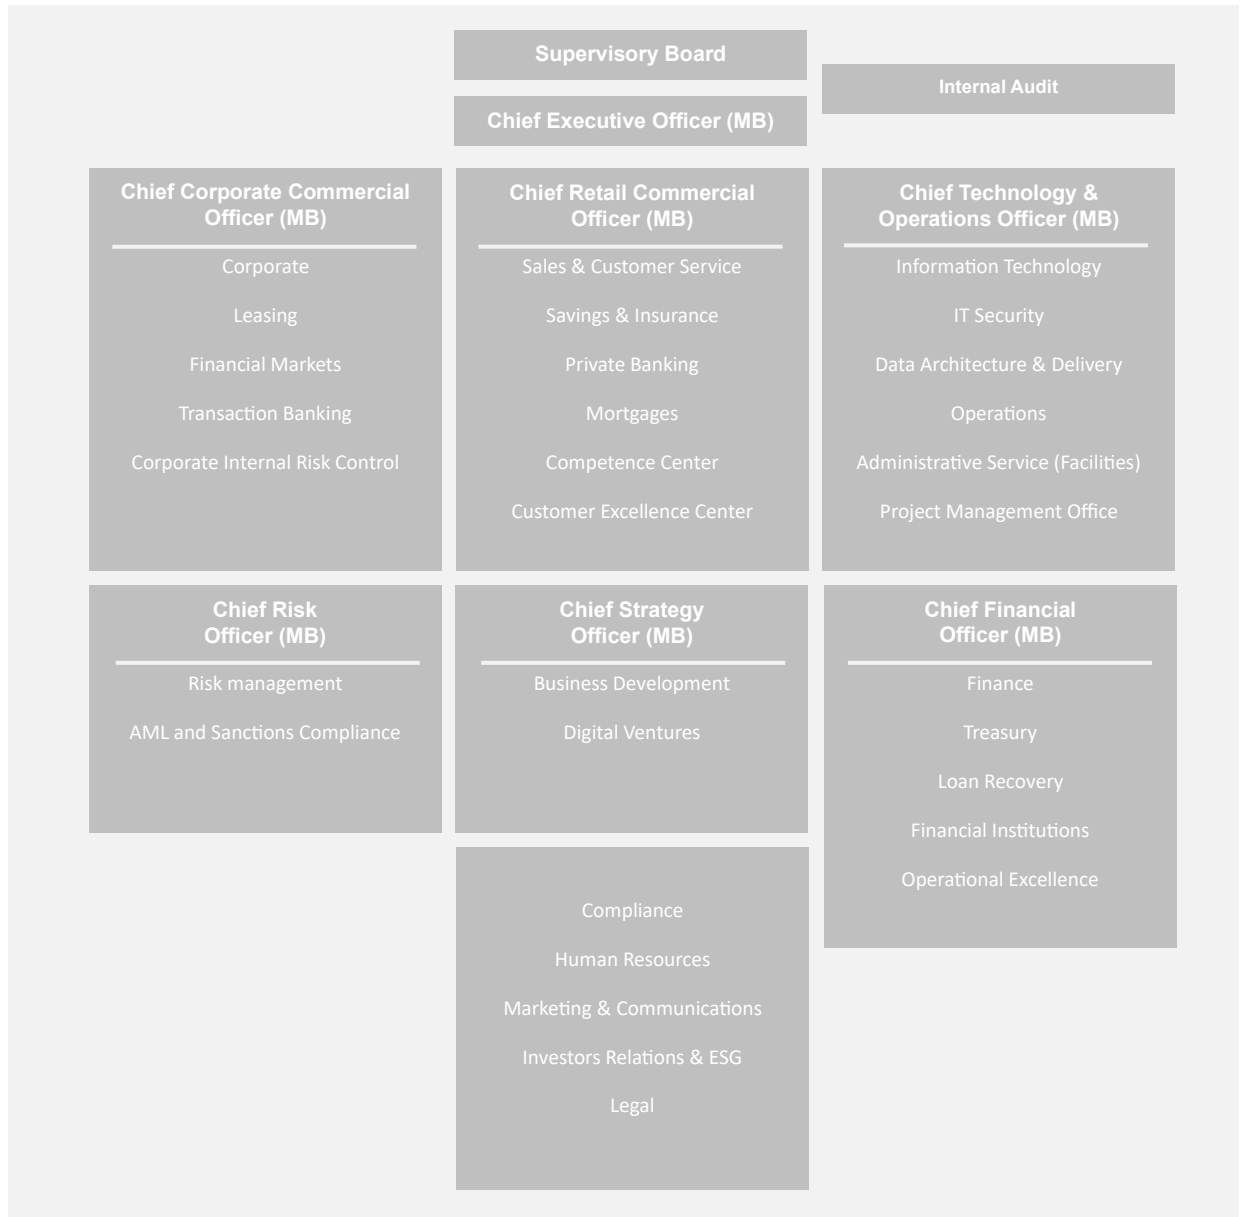 Supervisory Board
Internal Audit
Chief Executive Officer (MB)
Chief Corporate Commercial
Officer (MB)
Corporate
Leasing
Financial Markets
Transaction Banking
Corporate Internal Risk Control
Chief Retail Commercial
Officer (MB)
Sales & Customer Service
Savings & Insurance
Private Banking
Mortgages
Competence Center
Customer Excellence Center
Chief Technology &
Operations Officer (MB)
Information Technology
IT Security
Data Architecture & Delivery
Operations
Administrative Service (Facilities)
Project Management Office
Chief Risk
Officer (MB)
Risk management
AML and Sanctions Compliance
Chief Strategy
Officer (MB)
Business Development
Digital Ventures
Chief Financial
Officer (MB)
Finance
Treasury
Loan Recovery
Financial Institutions
Operational Excellence
Compliance
Human Resources
Marketing & Communications
Investors Relations & ESG
Legal